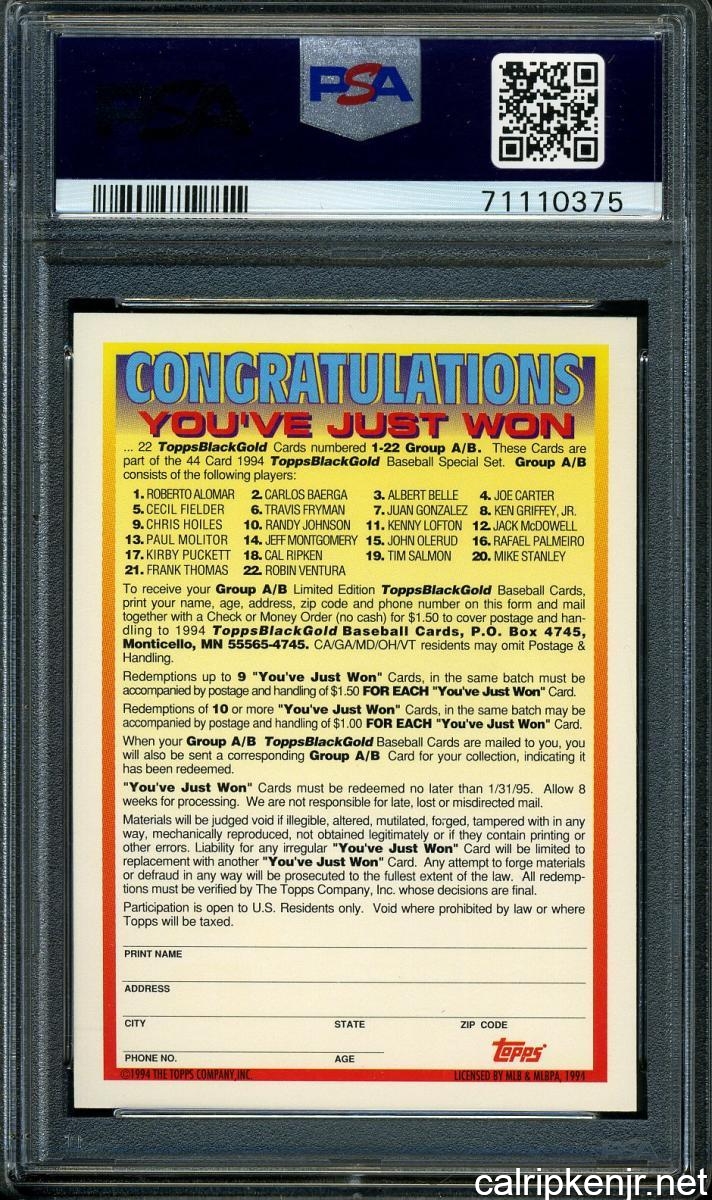 PSA
PSA
71110375
CONGRATULATIONS
YOU'VE JUST WON
... 22 ToppsBlackGold Cards numbered 1-22 Group A/B. These Cards are
part of the 44 Card 1994 ToppsBlackGold Baseball Special Set. Group A/B
consists of the following players:
1. ROBERTO ALOMAR 2. CARLOS BAERGA 3. ALBERT BELLE 4. JOE CARTER
5. CECIL FIELDER 6. TRAVIS FRYMAN 7. JUAN GONZALEZ 8. KEN GRIFFEY, JR.
9. CHRIS HOILES 10. RANDY JOHNSON 11. KENNY LOFTON 12. JACK McDOWELL
13. PAUL MOLITOR 14. JEFF MONTGOMERY 15. JOHN OLERUD 16. RAFAEL PALMEIRO
17. KIRBY PUCKETT 18. CAL RIPKEN 19. TIM SALMON 20. MIKE STANLEY
21. FRANK THOMAS 22. ROBIN VENTURA
To receive your Group A/B Limited Edition ToppsBlackGold Baseball Cards,
print your name, age, address, zip code and phone number on this form and mail
together with a Check or Money Order (no cash) for $1.50 to cover postage and han-
dling to 1994 ToppsBlackGold Baseball Cards, P.O. Box 4745,
Monticello, MN 55565-4745. CA/GA/MD/OH/VT residents may omit Postage &
Handling.
Redemptions up to 9 "You've Just Won" Cards, in the same batch must be
accompanied by postage and handling of $1.50 FOR EACH "You've Just Won" Card.
Redemptions of 10 or more "You've Just Won" Cards, in the same batch may be
accompanied by postage and handling of $1.00 FOR EACH "You've Just Won" Card.
When your Group A/B ToppsBlackGold Baseball Cards are mailed to you, you
will also be sent a corresponding Group A/B Card for your collection, indicating it
has been redeemed.
"You've Just Won" Cards must be redeemed no later than 1/31/95. Allow 8
weeks for processing. We are not responsible for late, lost or misdirected mail.
Materials will be judged void if illegible, altered, mutilated, forged, tampered with in any
way, mechanically reproduced, not obtained legitimately or if they contain printing or
other errors. Liability for any irregular "You've Just Won" Card will be limited to
replacement with another "You've Just Won" Card. Any attempt to forge materials
or defraud in any way will be prosecuted to the fullest extent of the law. All redemp-
tions must be verified by The Topps Company, Inc. whose decisions are final.
Participation is open to U.S. Residents only. Void where prohibited by law or where
Topps will be taxed.
PRINT NAME
ADDRESS
CITY STATE ZIP CODE
PHONE NO. AGE Topps
©1994 THE TOPPS COMPANY, INC. LICENSED BY MLB & MLBPA, 1994
calripkenjr.net